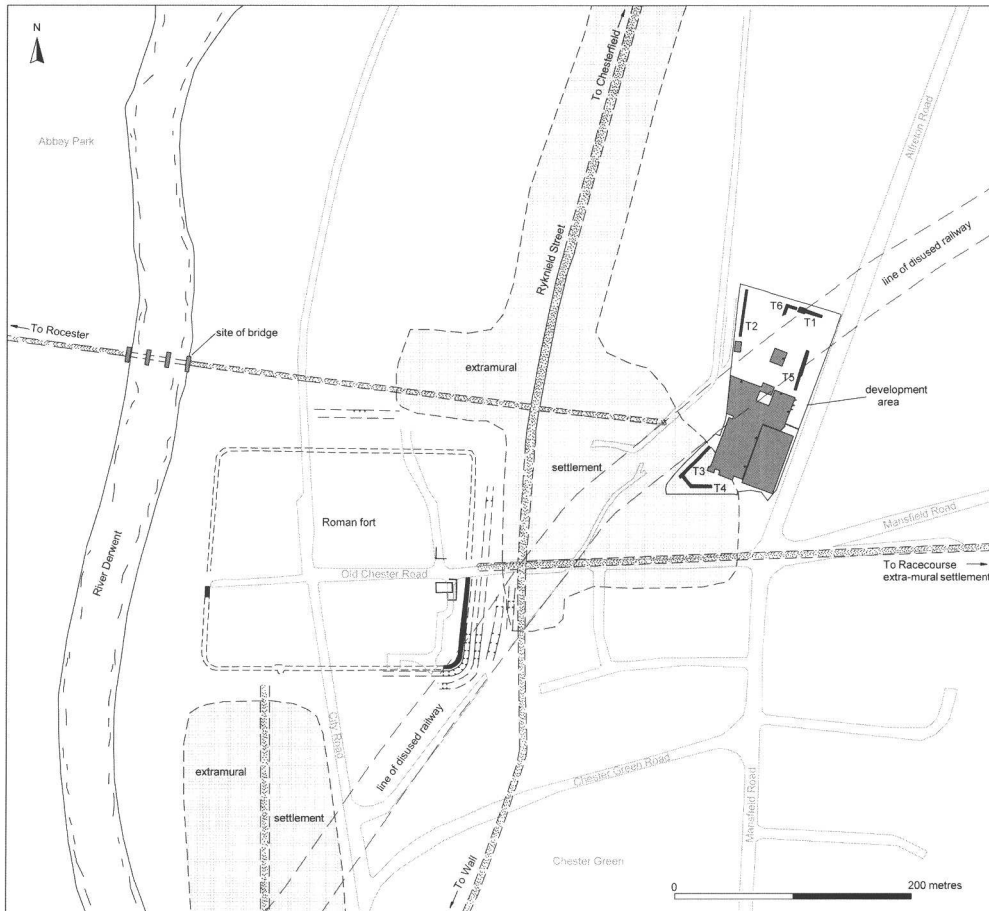 N
To Chesterfield
Abbey Park
Alfreton Road
Ryknield Street
line of disused railway
T6
T1
T2
To Rocester
site of bridge
extramural
T5
development
area
settlement
T3
T4
Roman fort
Mansfield Road
River Derwent
Old Chester Road
To Racecourse
extra-mural settlement
City Road
line of disused railway
extramural
settlement
Chester Green Road
Mansfield Road
To Wall
Chester Green
0
200 metres